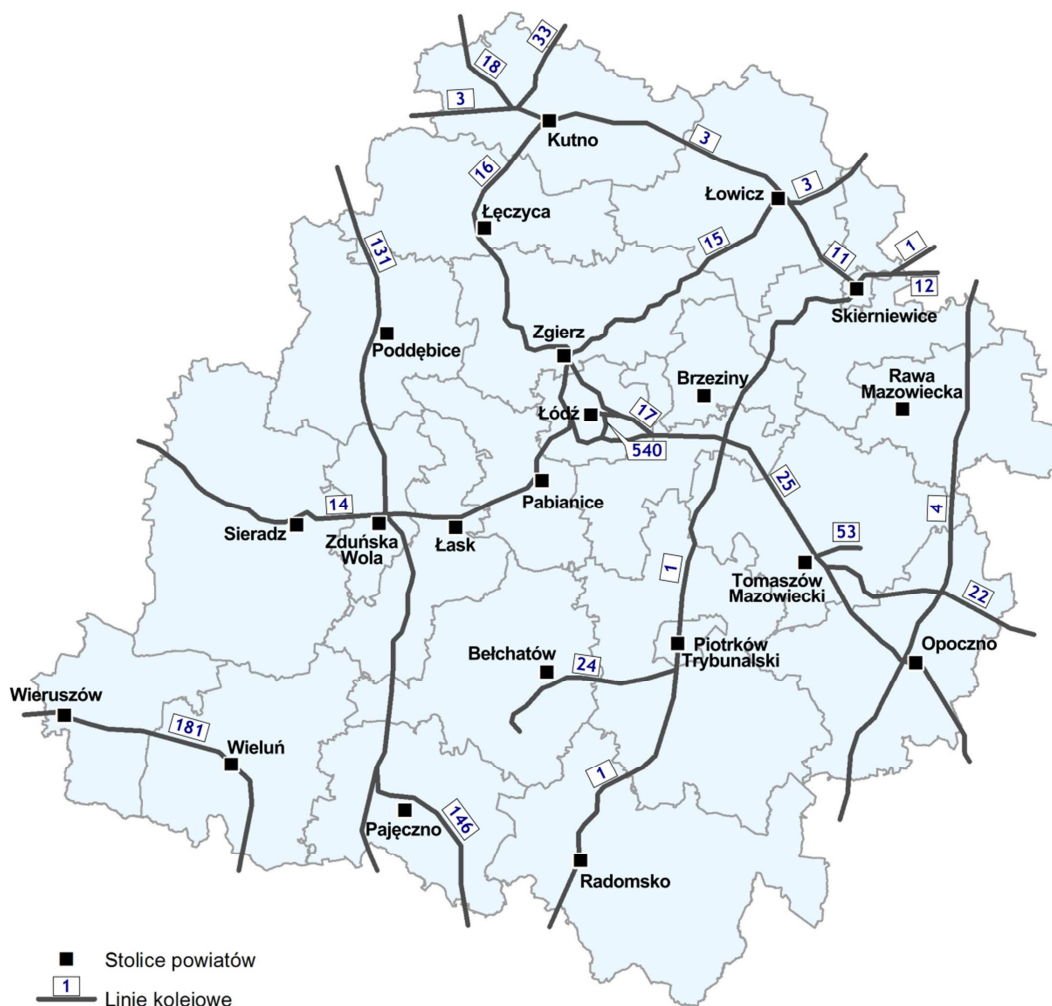 33
18
3
Kutno
3
16
Łowicz
3
Łęczyca
15
1
131
11
12
Skierniewice
Zgierz
Poddębice
Brzeziny
Rawa
Mazowiecka
Łódź
17
540
25
Pabianice
14
4
Sieradz
Zduńska
Wola
Łask
53
1
Tomaszów
Mazowiecki
22
Piotrków
Trybunalski
Opoczno
Bełchatów
24
Wieruszów
181
Wieluń
1
Pajęczno
146
Radomsko
Stolice powiatów
1
Linie kolejowe